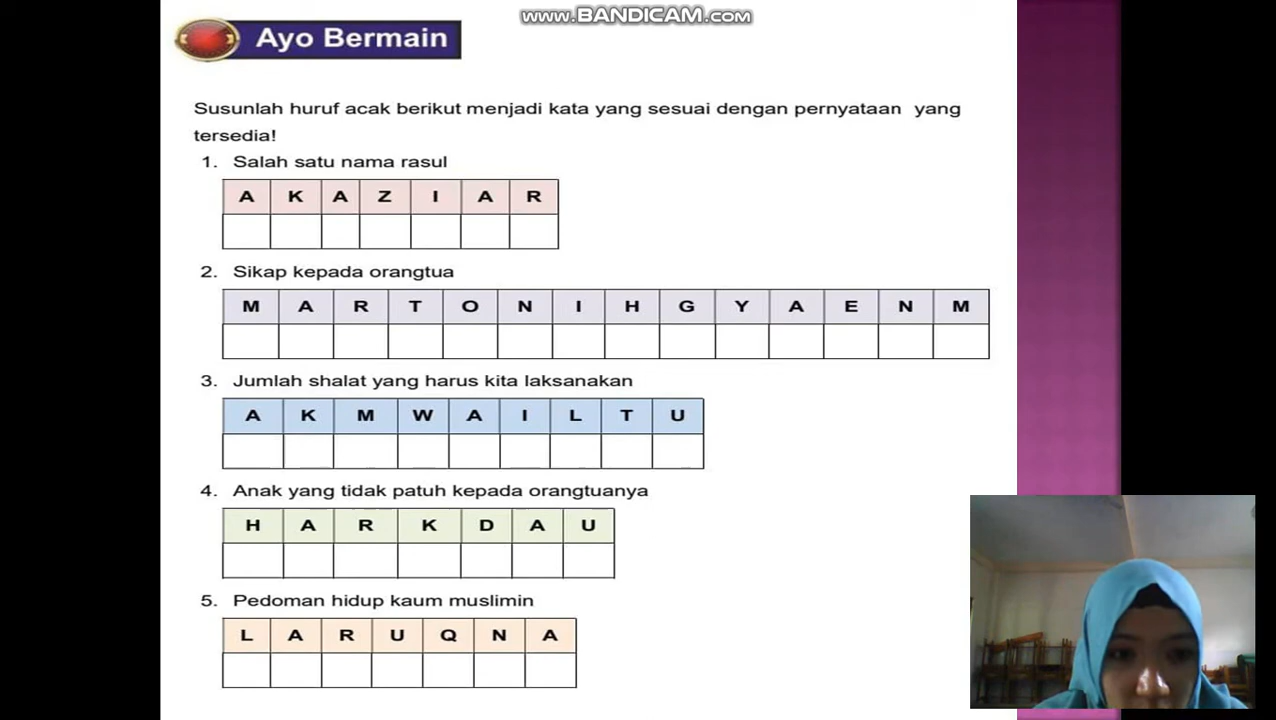 www.BANDICAM.com
Ayo Bermain
Susunlah huruf acak berikut menjadi kata yang sesuai dengan pernyataan yang
tersedia!
1. Salah satu nama rasul
A K A Z I A R
2. Sikap kepada orangtua
M A R T O N I H G Y A E N M
3. Jumlah shalat yang harus kita laksanakan
A K M W A I L T U
4. Anak yang tidak patuh kepada orangtuanya
H A R K D A U
5. Pedoman hidup kaum muslimin
L A R U Q N A